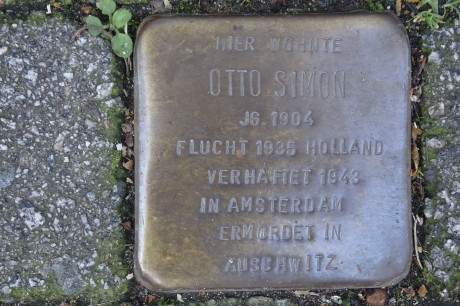 HIER WOHNTE
OTTO SIMON
JG. 1904
FLUCHT 1935 HOLLAND
VERHAFTET 1943
IN AMSTERDAM
ERMORDET IN
AUSCHWITZ